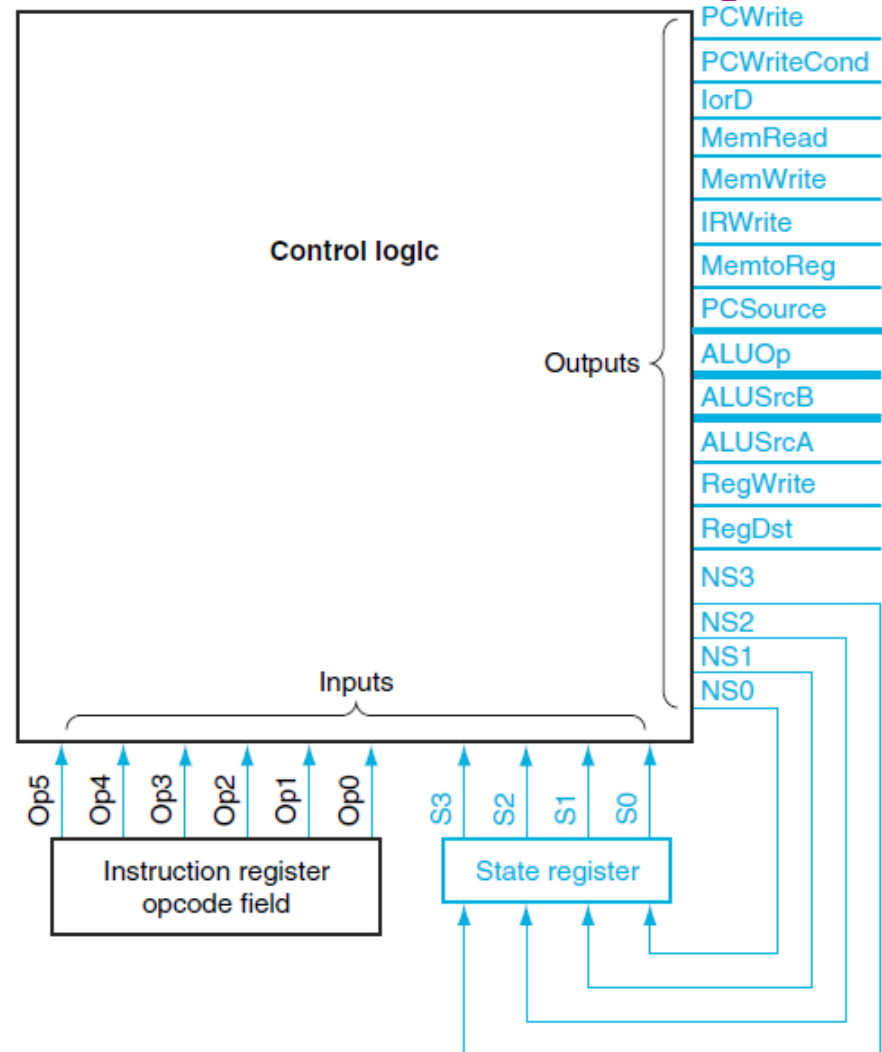 PCWrite
PCWriteCond
IorD
MemRead
MemWrite
IRWrite
MemtoReg
PCSource
ALUOp
ALUSrcB
ALUSrcA
RegWrite
RegDst
NS3
NS2
NS1
NS0
Control logic
Outputs
Inputs
Op5
Op4
Op3
Op2
Op1
Op0
S3
S2
S1
S0
Instruction register
opcode field
State register